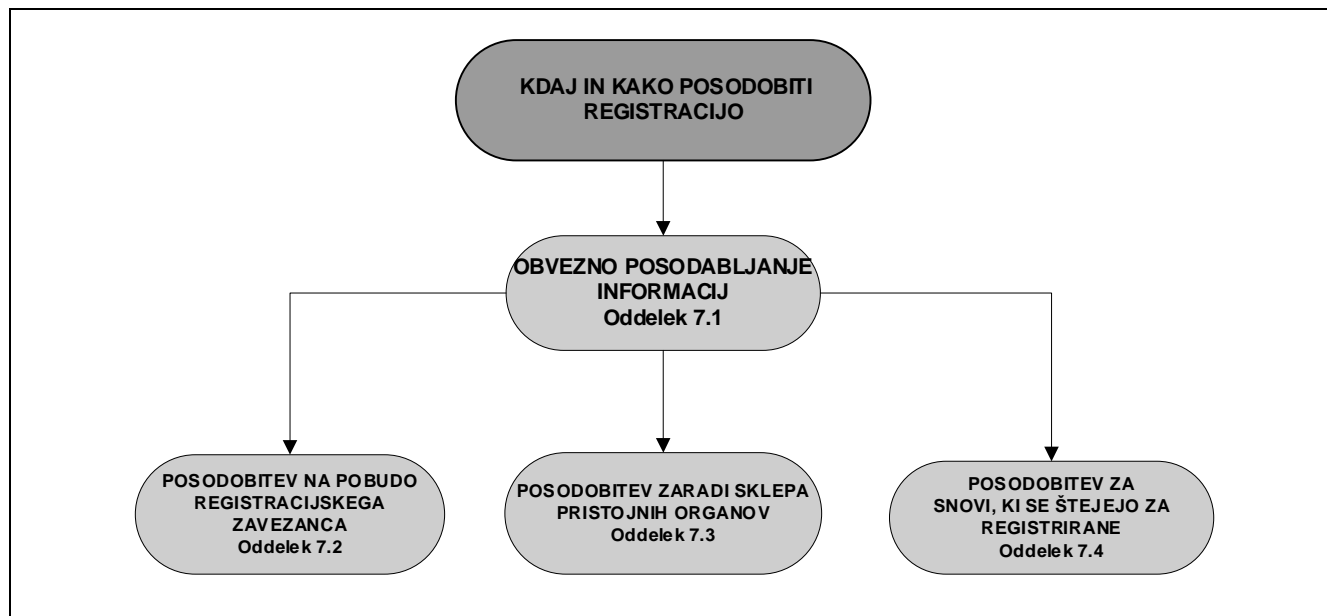 KDAJ IN KAKO POSODOBITI
REGISTRACIJO
OBVEZNO POSODABLJANJE
INFORMACIJ
Oddelek 7.1
POSODOBITEV NA POBUDO
REGISTRACIJSKEGA
ZAVEZANCA
Oddelek 7.2
POSODOBITEV ZARADI SKLEPA
PRISTOJNIH ORGANOV
Oddelek 7.3
POSODOBITEV ZA
SNOVI, KI SE ŠTEJEJO ZA
REGISTRIRANE
Oddelek 7.4